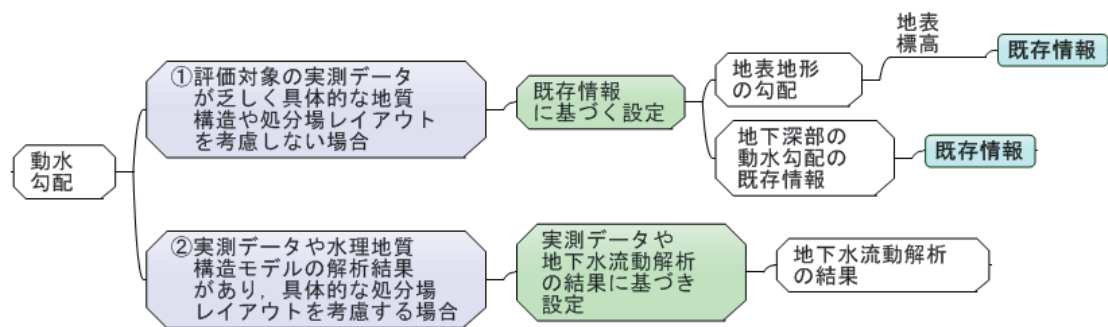 動水
勾配
①評価対象の実測データ
が乏しく具体的な地質
構造や処分場レイアウト
を考慮しない場合
既存情報
に基づく設定
地表地形
の勾配
地表
標高
既存情報
地下深部の
動水勾配の
既存情報
既存情報
②実測データや水理地質
構造モデルの解析結果
があり，具体的な処分場
レイアウトを考慮する場合
実測データや
地下水流動解析
の結果に基づき
設定
地下水流動解析
の結果